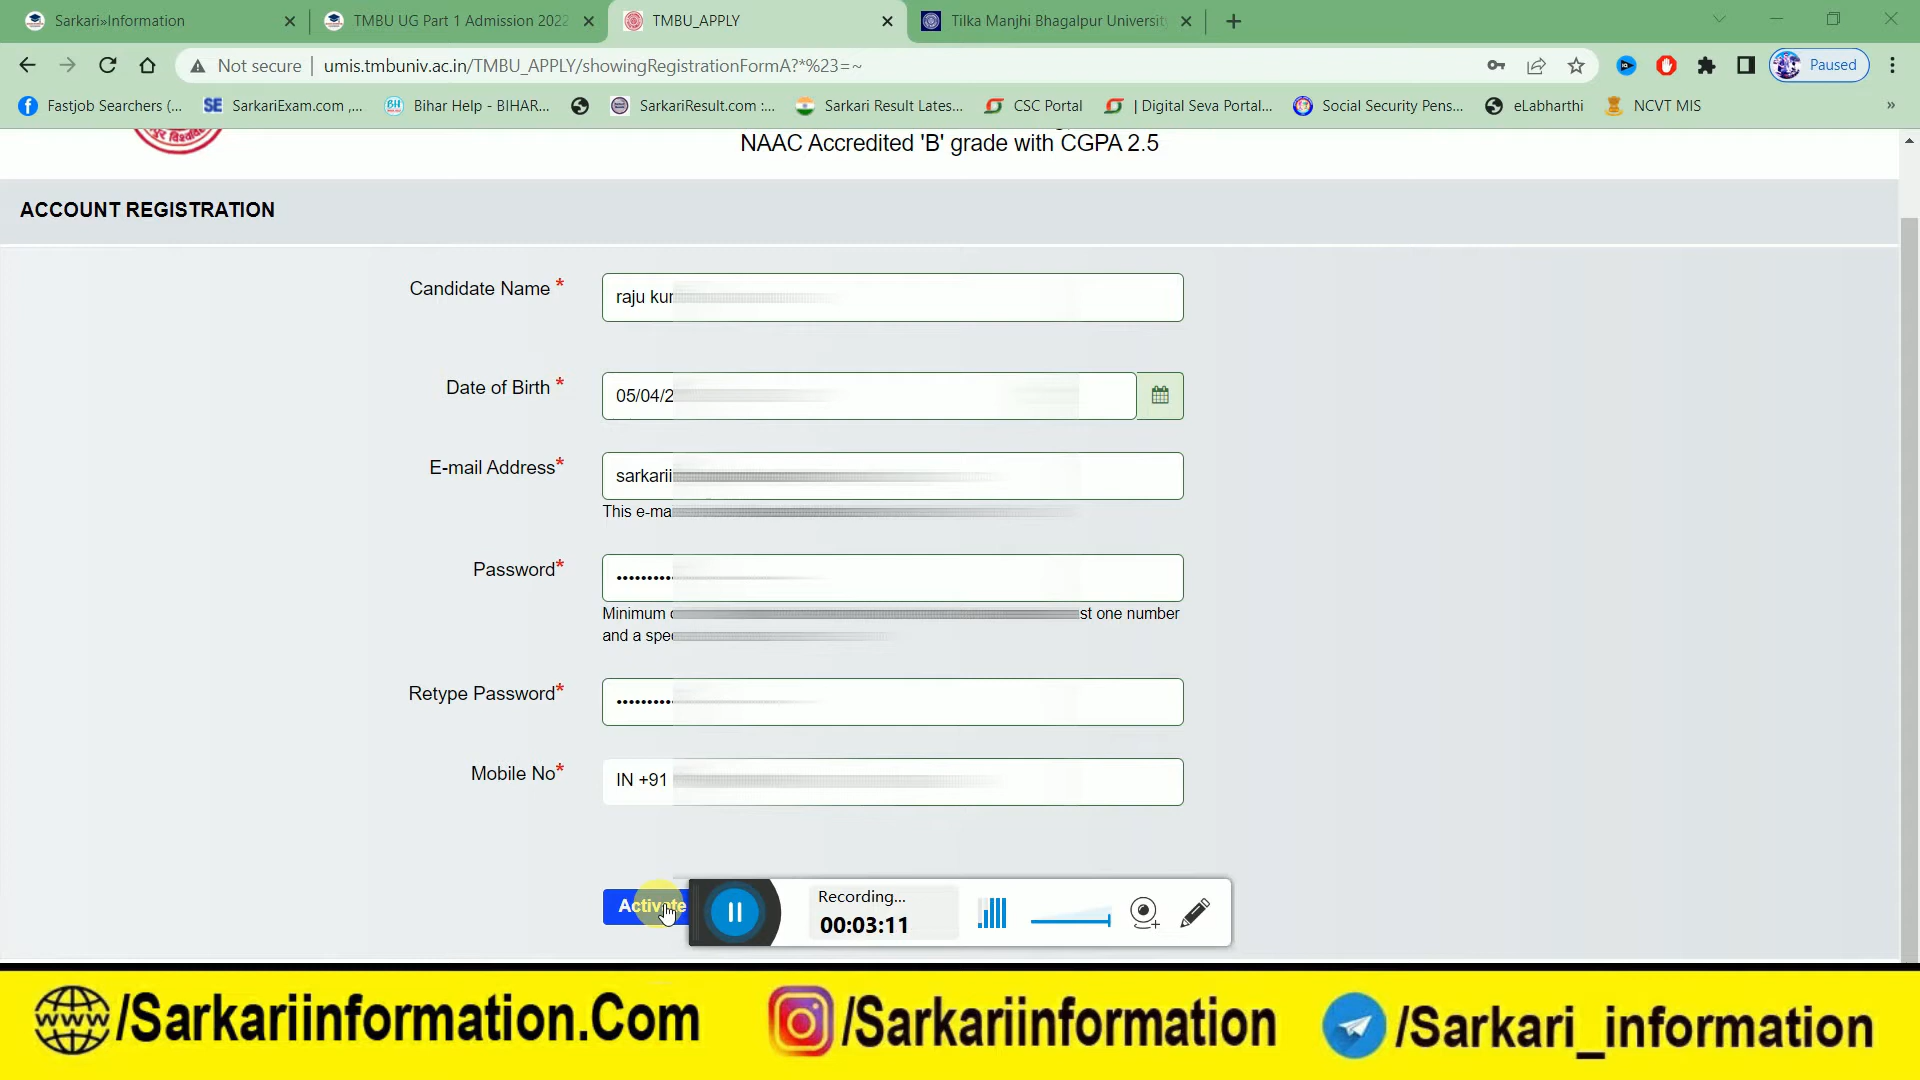 Sarkari»Information
TMBU UG Part 1 Admission 2022
TMBU_APPLY
Tilka Manjhi Bhagalpur Universit
Not secure
umis.tmbuniv.ac.in/TMBU_APPLY/showingRegistrationFormA?*%23=~
Paused
Fastjob Searchers (...
SE SarkariExam.com ,...
BH Bihar Help - BIHAR...
SarkariResult.com :...
Sarkari Result Lates...
CSC Portal
| Digital Seva Portal...
Social Security Pens...
eLabharthi
NCVT MIS
»
NAAC Accredited 'B' grade with CGPA 2.5
ACCOUNT REGISTRATION
Candidate Name *
raju kur
Date of Birth *
05/04/2
E-mail Address*
sarkarii
This e-ma
Password*
••••••••••
Minimum st one number
and a spe
Retype Password*
••••••••••
Mobile No*
IN +91
Activate
Recording...
00:03:11
www /Sarkariinformation.Com
/Sarkariinformation
/Sarkari_information